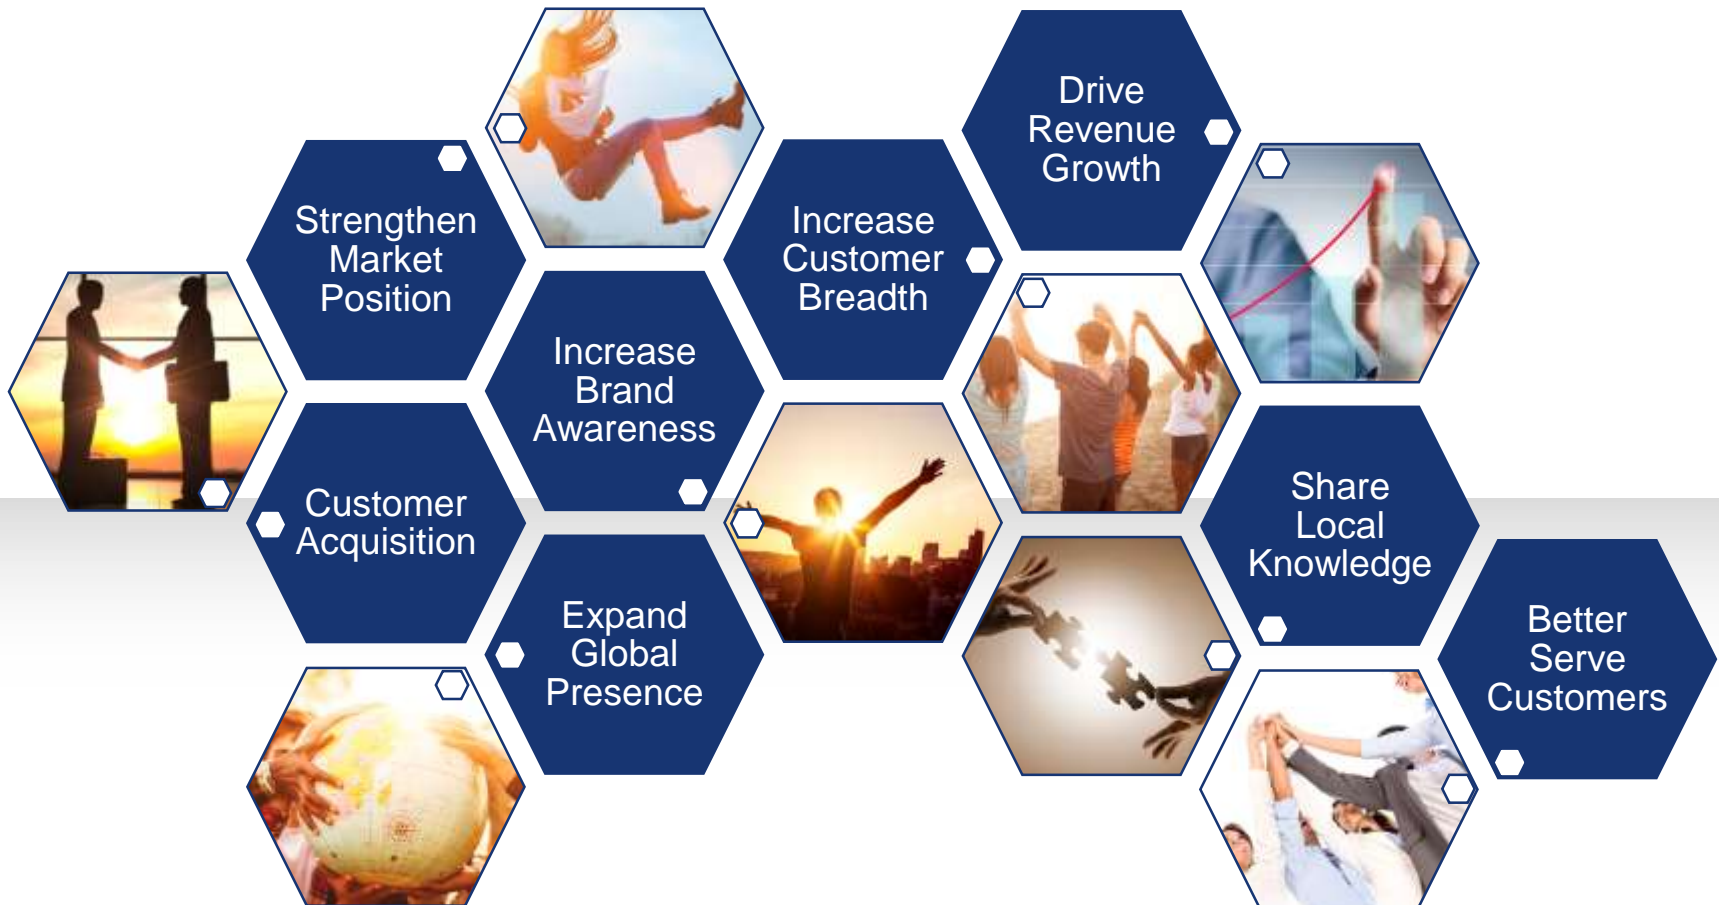 Drive
Revenue
Growth
Strengthen
Market
Position
Increase
Customer
Breadth
Increase
Brand
Awareness
Customer
Acquisition
Share
Local
Knowledge
Expand
Global
Presence
Better
Serve
Customers